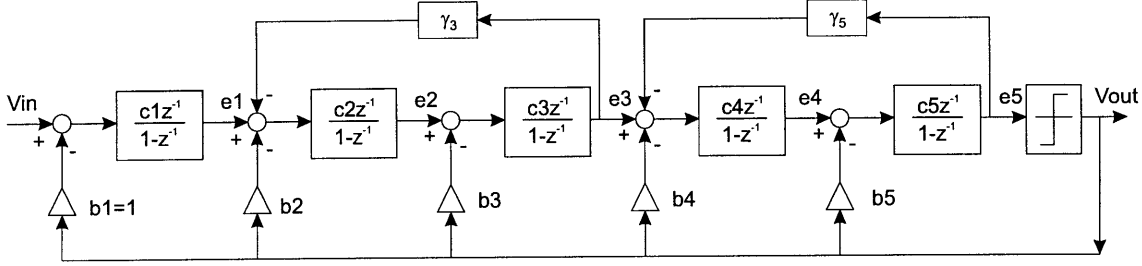 γ3
γ5
Vin
c1z-1
1-z-1
e1
c2z-1
1-z-1
e2
c3z-1
1-z-1
e3
c4z-1
1-z-1
e4
c5z-1
1-z-1
e5
Vout
+
-
+
-
-
+
-
+
-
-
+
-
b1=1
b2
b3
b4
b5